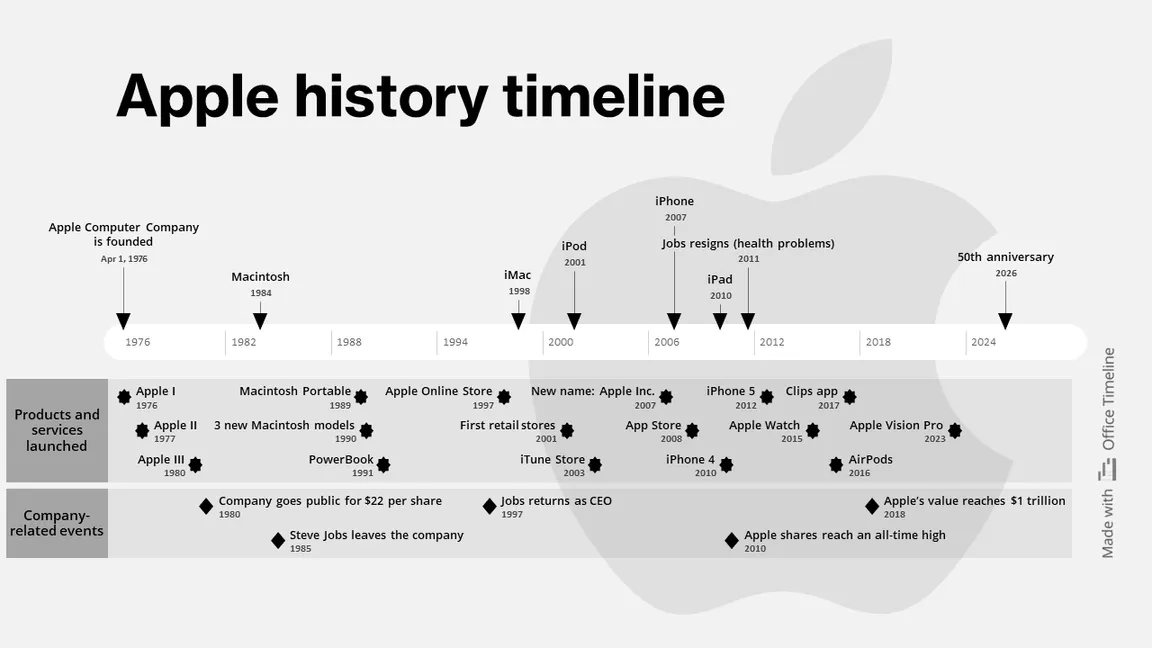 Apple history timeline
Apple Computer Company
is founded
Apr 1, 1976
Macintosh
1984
iMac
1998
iPod
2001
iPhone
2007
Jobs resigns (health problems)
2011
iPad
2010
50th anniversary
2026
1976
1982
1988
1994
2000
2006
2012
2018
2024
Products and
services
launched
Apple I
1976
Macintosh Portable
1989
Apple Online Store
1997
New name: Apple Inc.
2007
iPhone 5
2012
Clips app
2017
Apple II
1977
3 new Macintosh models
1990
First retail stores
2001
App Store
2008
Apple Watch
2015
Apple Vision Pro
2023
Apple III
1980
PowerBook
1991
iTune Store
2003
iPhone 4
2010
AirPods
2016
Company-
related events
Company goes public for $22 per share
1980
Jobs returns as CEO
1997
Apple's value reaches $1 trillion
2018
Steve Jobs leaves the company
1985
Apple shares reach an all-time high
2010
Made with Office Timeline